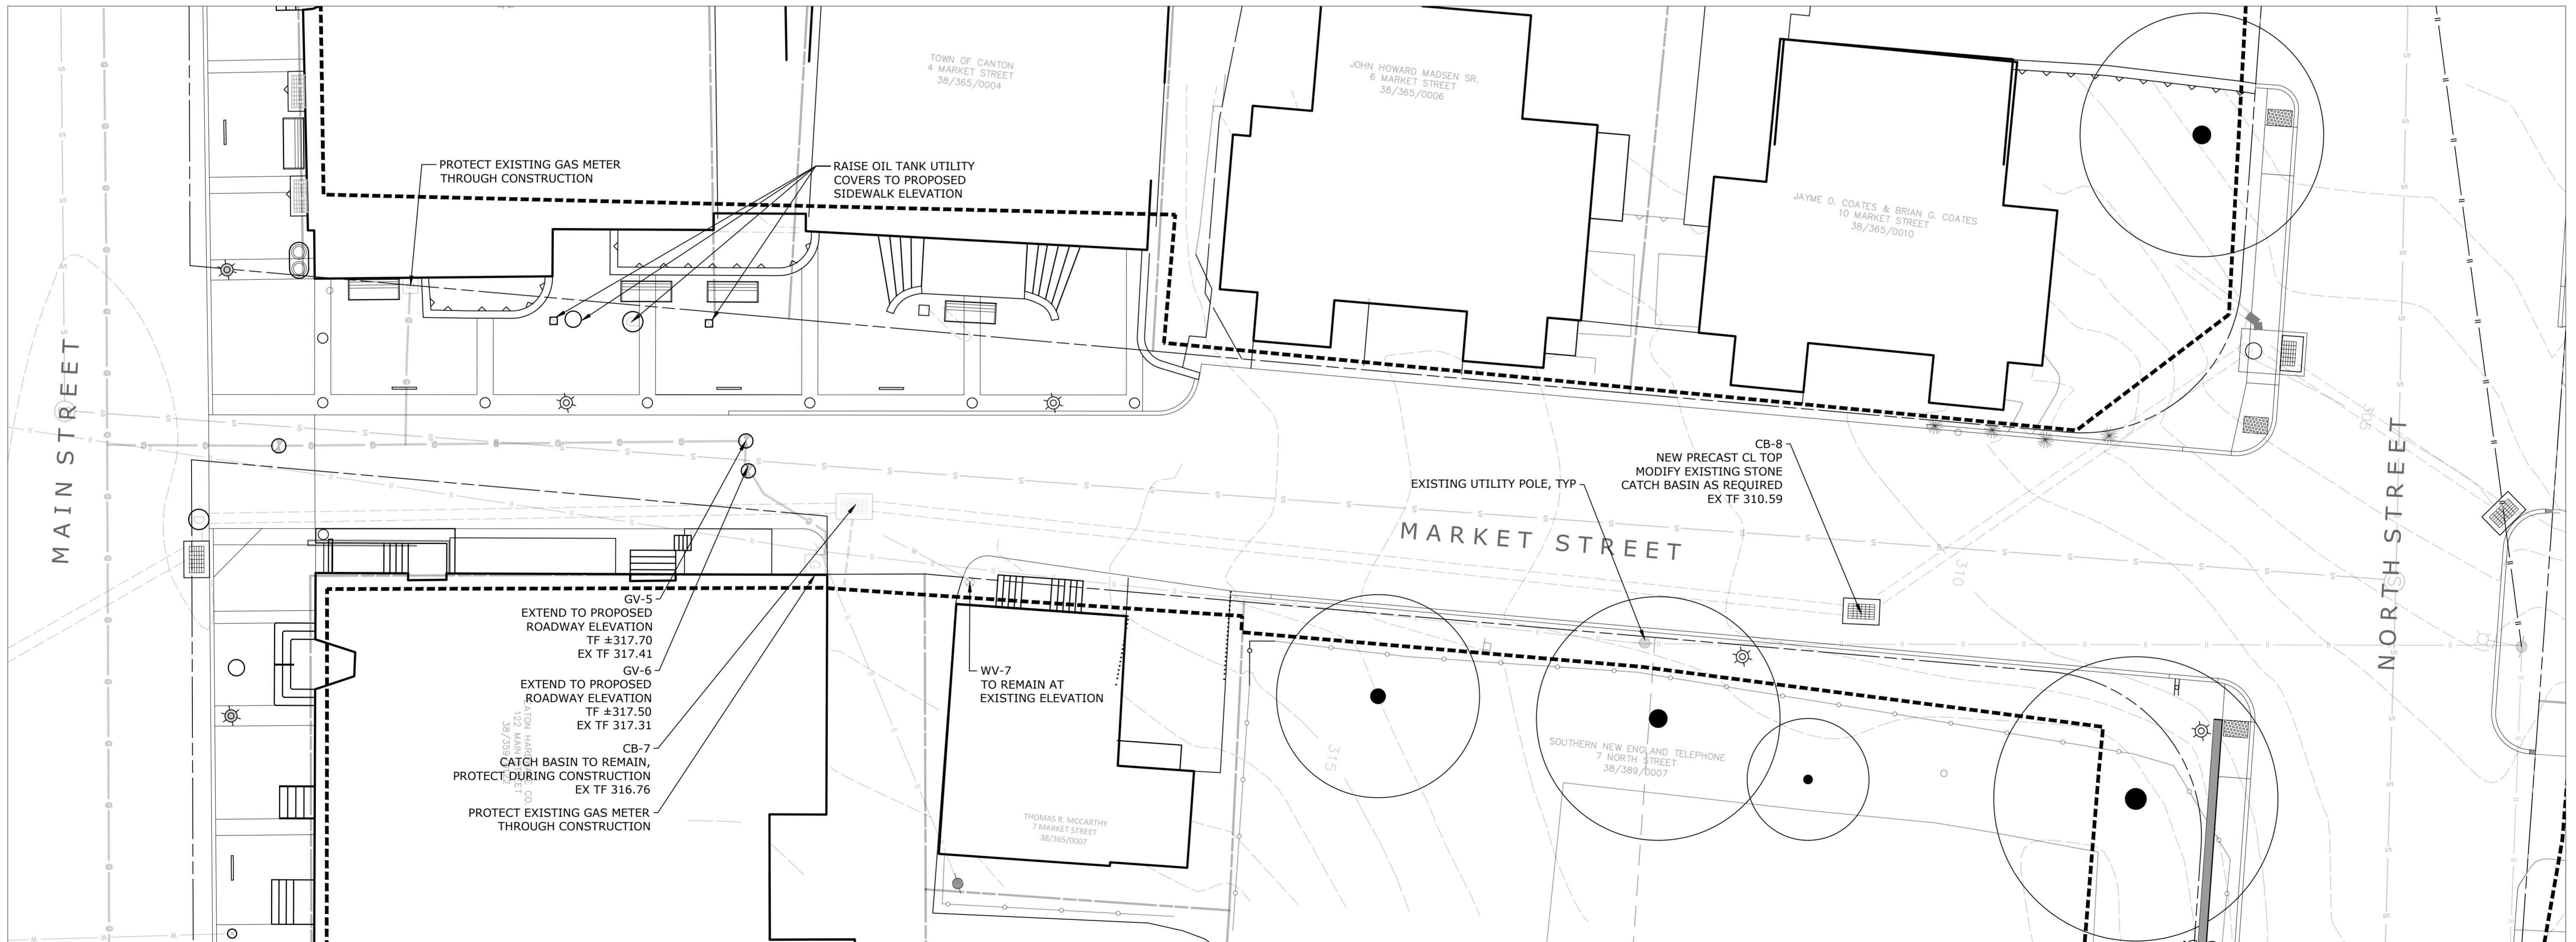 TOWN OF CANTON
4 MARKET STREET
38/365/0004
JOHN HOWARD MADSEN SR.
6 MARKET STREET
38/365/0006
JAYME O. COATES & BRIAN G. COATES
10 MARKET STREET
38/365/0010
PROTECT EXISTING GAS METER
THROUGH CONSTRUCTION
RAISE OIL TANK UTILITY
COVERS TO PROPOSED
SIDEWALK ELEVATION
MAIN STREET
CB-8
NEW PRECAST CL TOP
MODIFY EXISTING STONE
CATCH BASIN AS REQUIRED
EX TF 310.59
EXISTING UTILITY POLE, TYP
MARKET STREET
NORTH STREET
305
310
315
GV-5
EXTEND TO PROPOSED
ROADWAY ELEVATION
TF ±317.70
EX TF 317.41
GV-6
EXTEND TO PROPOSED
ROADWAY ELEVATION
TF ±317.50
EX TF 317.31
CB-7
CATCH BASIN TO REMAIN,
PROTECT DURING CONSTRUCTION
EX TF 316.76
PROTECT EXISTING GAS METER
THROUGH CONSTRUCTION
122 MAIN STREET
WV-7
TO REMAIN AT
EXISTING ELEVATION
THOMAS R. MCCARTHY
7 MARKET STREET
38/365/0007
SOUTHERN NEW ENGLAND TELEPHONE
7 NORTH STREET
38/389/0007